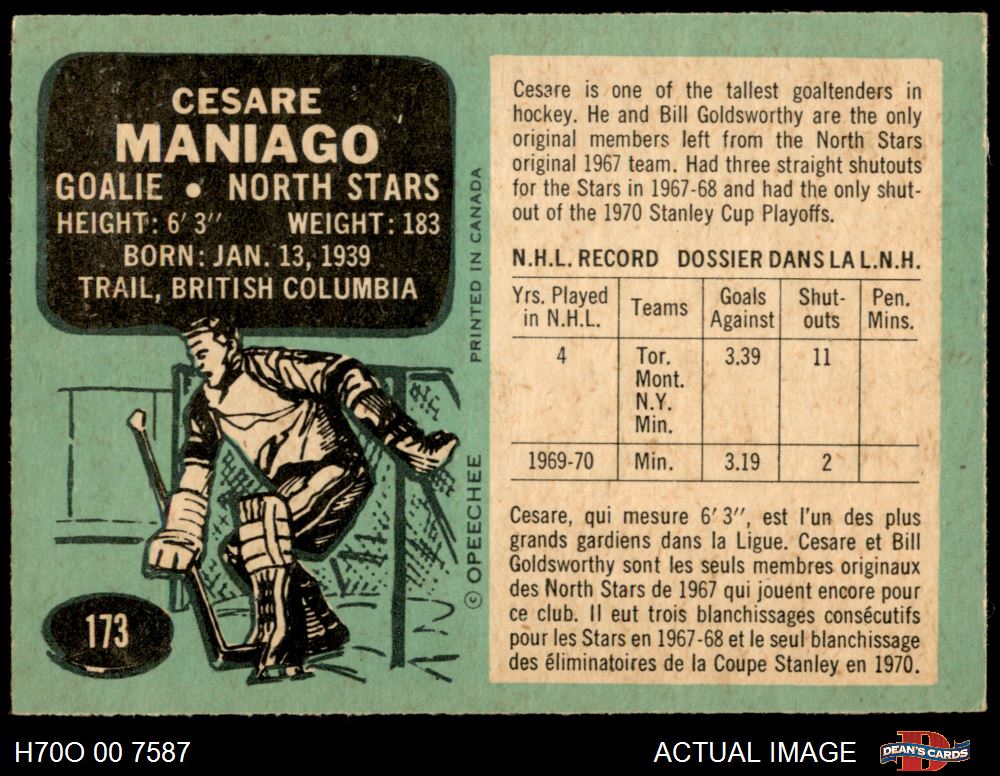 CESARE
MANIAGO
GOALIE • NORTH STARS
HEIGHT: 6' 3" WEIGHT: 183
BORN: JAN. 13, 1939
TRAIL, BRITISH COLUMBIA
173
© OPEECHEE PRINTED IN CANADA
Cesare is one of the tallest goaltenders in
hockey. He and Bill Goldsworthy are the only
original members left from the North Stars
original 1967 team. Had three straight shutouts
for the Stars in 1967-68 and had the only shut-
out of the 1970 Stanley Cup Playoffs.
N.H.L. RECORD DOSSIER DANS LA L.N.H.
Yrs. Played Teams Goals Shut- Pen.
in N.H.L. Against outs Mins.
4 Tor. 3.39 11
Mont.
N.Y.
Min.
1969-70 Min. 3.19 2
Cesare, qui mesure 6' 3", est l'un des plus
grands gardiens dans la Ligue. Cesare et Bill
Goldsworthy sont les seuls membres originaux
des North Stars de 1967 qui jouent encore pour
ce club. Il eut trois blanchissages consécutifs
pour les Stars en 1967-68 et le seul blanchissage
des éliminatoires de la Coupe Stanley en 1970.
H70O 00 7587
ACTUAL IMAGE
D
DEAN'S CARDS